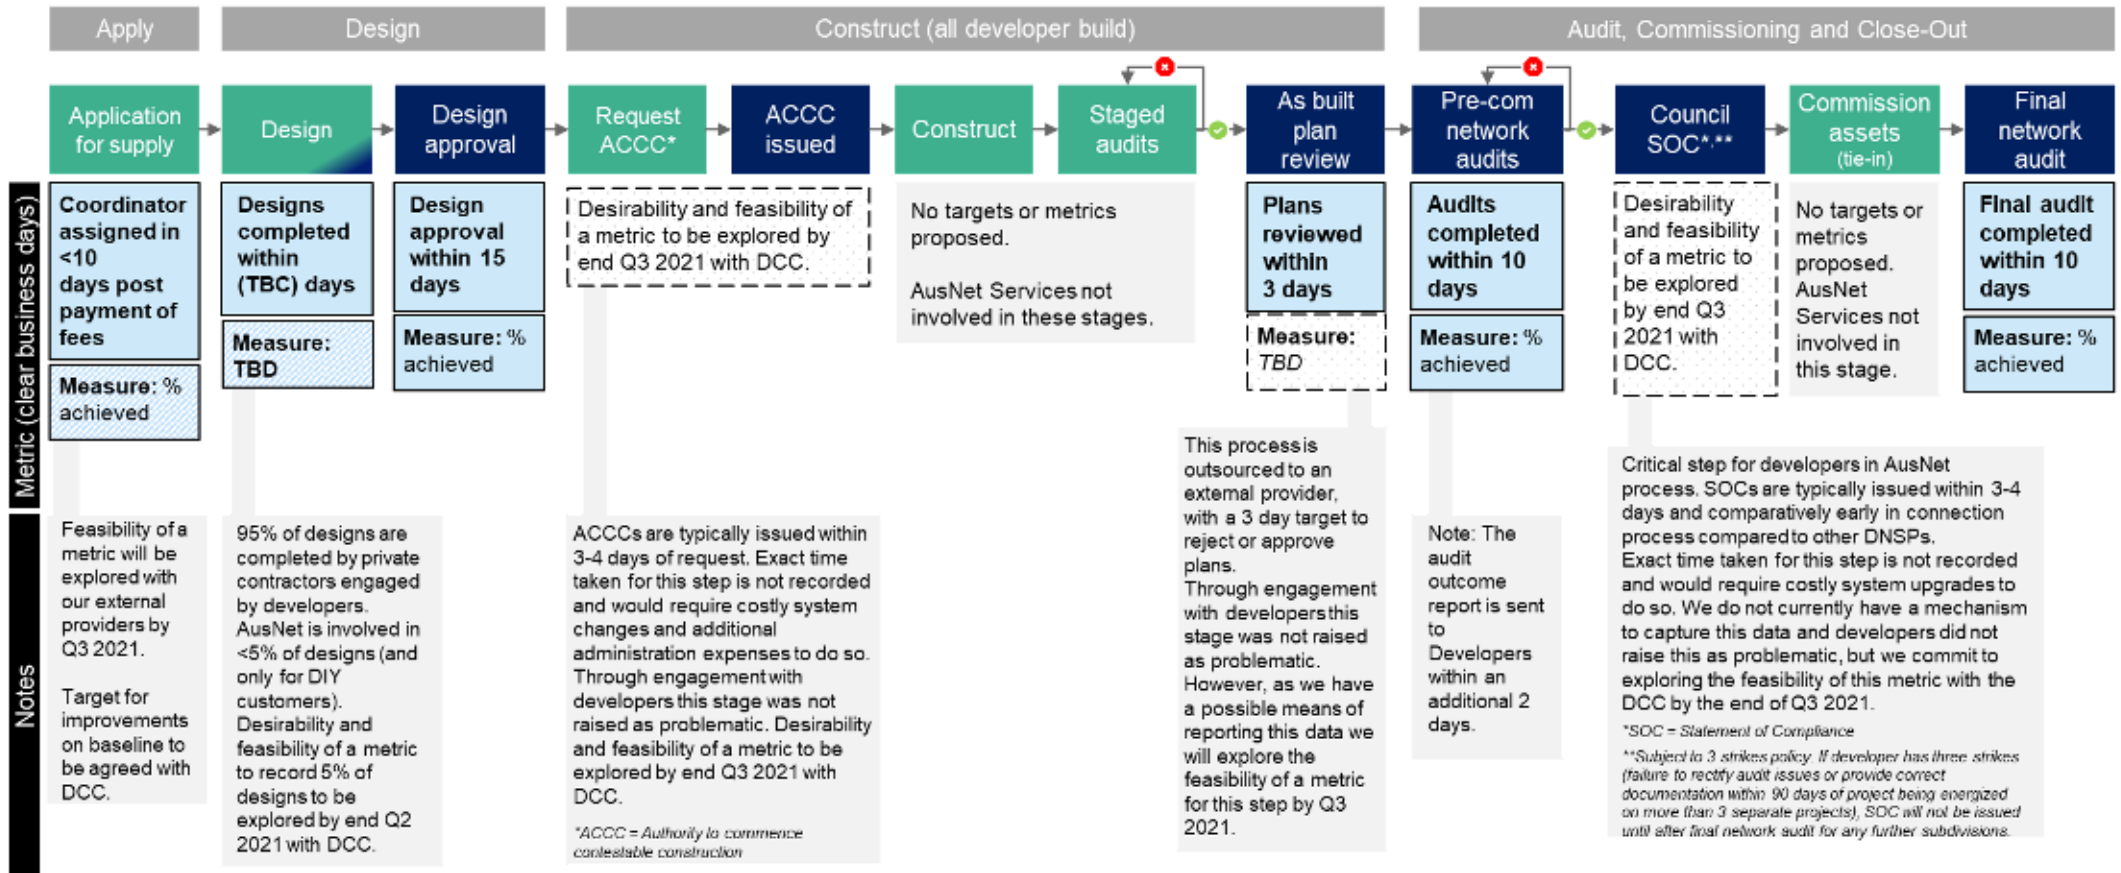 Apply
Design
Construct (all developer build)
Audit, Commissioning and Close-Out
Application
for supply
Design
Design
approval
Request
ACCC*
ACCC
issued
Construct
Staged
audits
As built
plan
review
Pre-com
network
audits
Council
SOC*,**
Commission
assets
(tie-in)
Final
network
audit
Metric (clear business days)
Coordinator
assigned in
<10
days post
payment of
fees
Measure: %
achieved
Designs
completed
within
(TBC) days
Measure:
TBD
Design
approval
within 15
days
Measure: %
achieved
Desirability and feasibility of
a metric to be explored by
end Q3 2021 with DCC.
No targets or metrics
proposed.
AusNet Services not
involved in these stages.
Plans
reviewed
within
3 days
Measure:
TBD
Audits
completed
within 10
days
Measure: %
achieved
Desirability
and feasibility
of a metric to
be explored
by end Q3
2021 with
DCC.
No targets or
metrics
proposed.
AusNet
Services not
involved in
this stage.
Final audit
completed
within 10
days
Measure: %
achieved
Notes
Feasibility of a
metric will be
explored with
our external
providers by
Q3 2021.
Target for
improvements
on baseline to
be agreed with
DCC.
95% of designs are
completed by private
contractors engaged
by developers.
AusNet is involved in
<5% of designs (and
only for DIY
customers).
Desirability and
feasibility of a metric
to record 5% of
designs to be
explored by end Q2
2021 with DCC.
ACCCs are typically issued within
3-4 days of request. Exact time
taken for this step is not recorded
and would require costly system
changes and additional
administration expenses to do so.
Through engagement with
developers this stage was not
raised as problematic. Desirability
and feasibility of a metric to be
explored by end Q3 2021 with
DCC.
*ACCC = Authority to commence
contestable construction
This process is
outsourced to an
external provider,
with a 3 day target to
reject or approve
plans.
Through engagement
with developers this
stage was not raised
as problematic.
However, as we have
a possible means of
reporting this data we
will explore the
feasibility of a metric
for this step by Q3
2021.
Note: The
audit
outcome
report is sent
to
Developers
within an
additional 2
days.
Critical step for developers in AusNet
process. SOCs are typically issued within 3-4
days and comparatively early in connection
process compared to other DNSPs.
Exact time taken for this step is not recorded
and would require costly system upgrades to
do so. We do not currently have a mechanism
to capture this data and developers did not
raise this as problematic, but we commit to
exploring the feasibility of this metric with the
DCC by the end of Q3 2021.
*SOC = Statement of Compliance
**Subject to 3 strikes policy. If developer has three strikes
(failure to rectify audit issues or provide correct
documentation within 90 days of project being energized
on more than 3 separate projects), SOC will not be issued
until after final network audit for any further subdivisions.